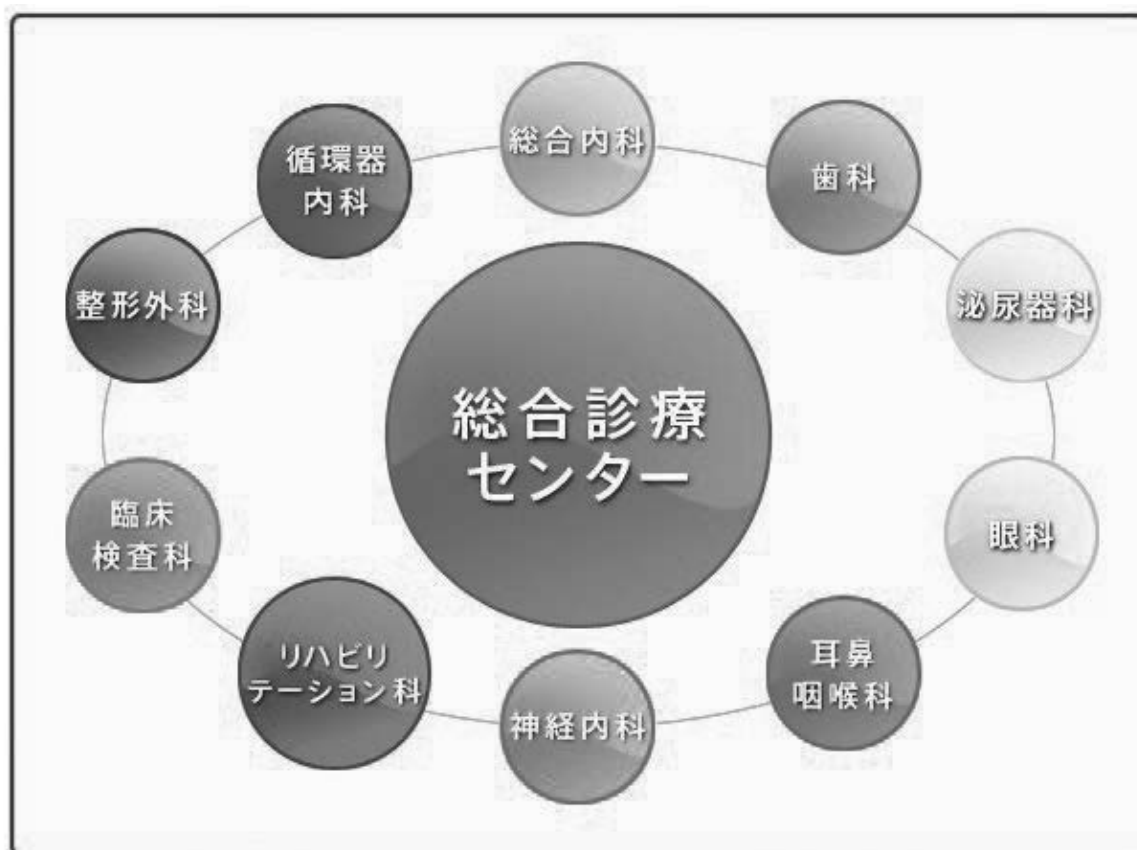 総合内科
歯科
泌尿器科
眼科
耳鼻
咽喉科
神経内科
リハビリ
テーション科
臨床
検査科
整形外科
循環器
内科
総合診療
センター